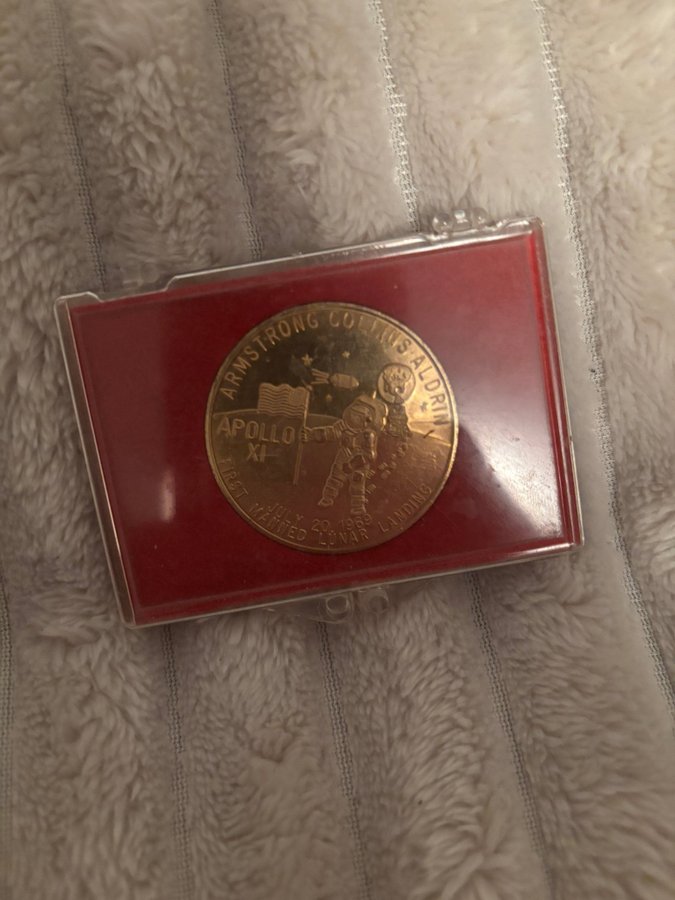 ARMSTRONG COLLINS ALDRIN
APOLLO
XI
JULY 20, 1969
FIRST MANNED LUNAR LANDING